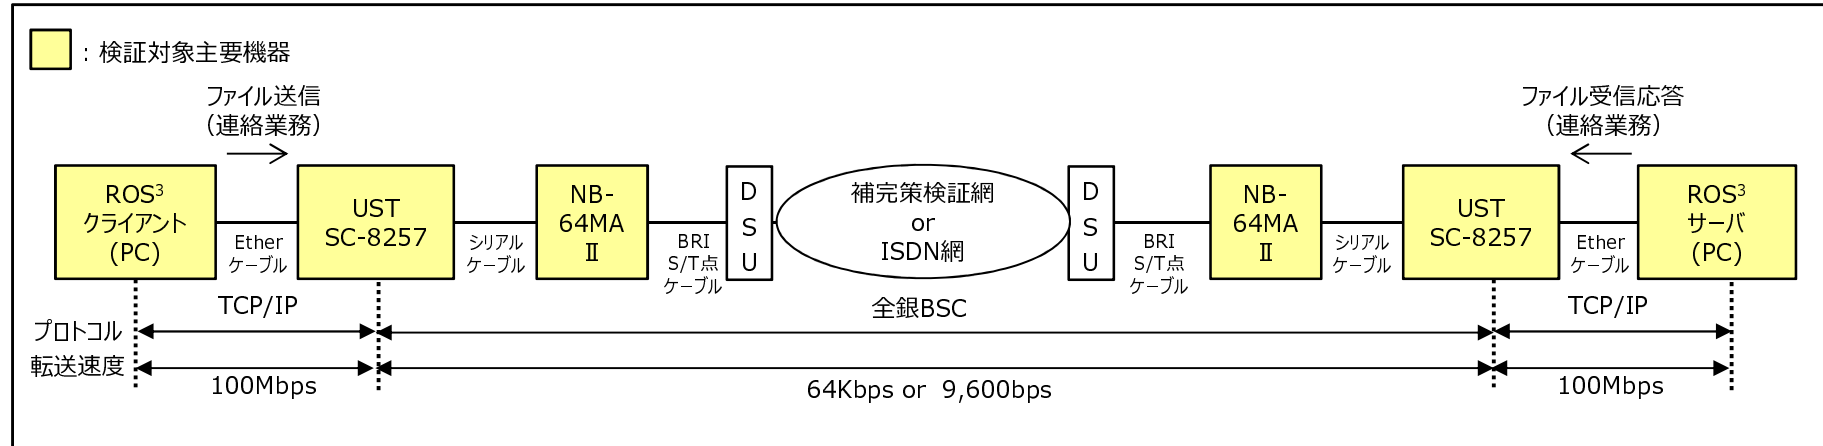 ：検証対象主要機器
ファイル送信
（連絡業務）
ファイル受信応答
（連絡業務）
ROS³
クライアント
(PC)
Ether
ケーブル
UST
SC-8257
シリアル
ケーブル
NB-
64MA
Ⅱ
BRI
S/T点
ケーブル
D
S
U
補完策検証網
or
ISDN網
D
S
U
BRI
S/T点
ケーブル
NB-
64MA
Ⅱ
シリアル
ケーブル
UST
SC-8257
Ether
ケーブル
ROS³
サーバ
(PC)
プロトコル
TCP/IP
全銀BSC
TCP/IP
転送速度
100Mbps
64Kbps or 9,600bps
100Mbps